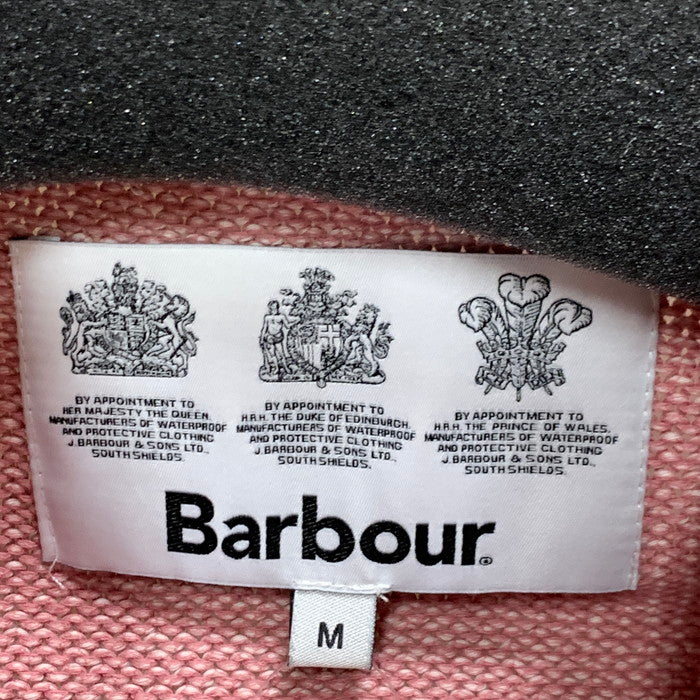 BY APPOINTMENT TO
HER MAJESTY THE QUEEN.
MANUFACTURERS OF WATERPROOF
AND PROTECTIVE CLOTHING
J. BARBOUR & SONS LTD.,
SOUTH SHIELDS.
BY APPOINTMENT TO
H.R.H. THE DUKE OF EDINBURGH,
MANUFACTURERS OF WATERPROOF
AND PROTECTIVE CLOTHING
J. BARBOUR & SONS LTD.,
SOUTH SHIELDS.
BY APPOINTMENT TO
H.R.H. THE PRINCE OF WALES.
MANUFACTURERS OF WATERPROOF
AND PROTECTIVE CLOTHING
J. BARBOUR & SONS LTD.,
SOUTH SHIELDS.
Barbour®
M